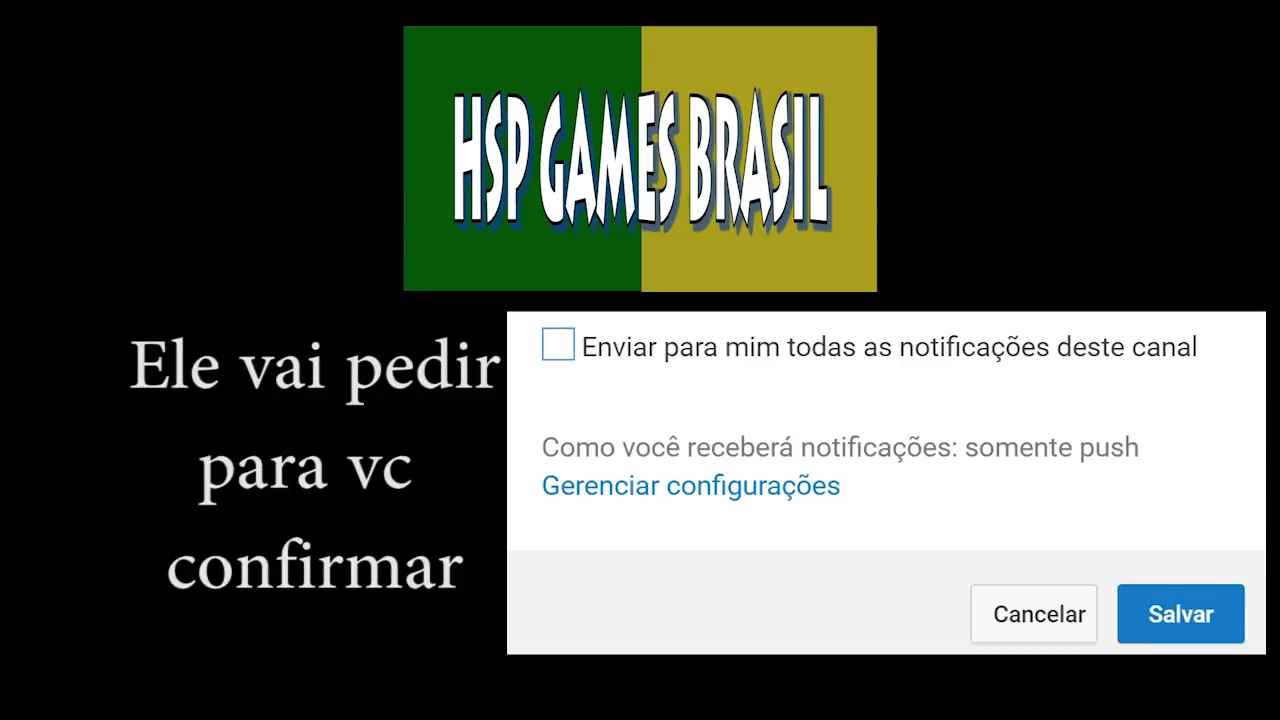 HSP GAMES BRASIL
Ele vai pedir
para vc
confirmar
Enviar para mim todas as notificações deste canal
Como você receberá notificações: somente push
Gerenciar configurações
Cancelar
Salvar